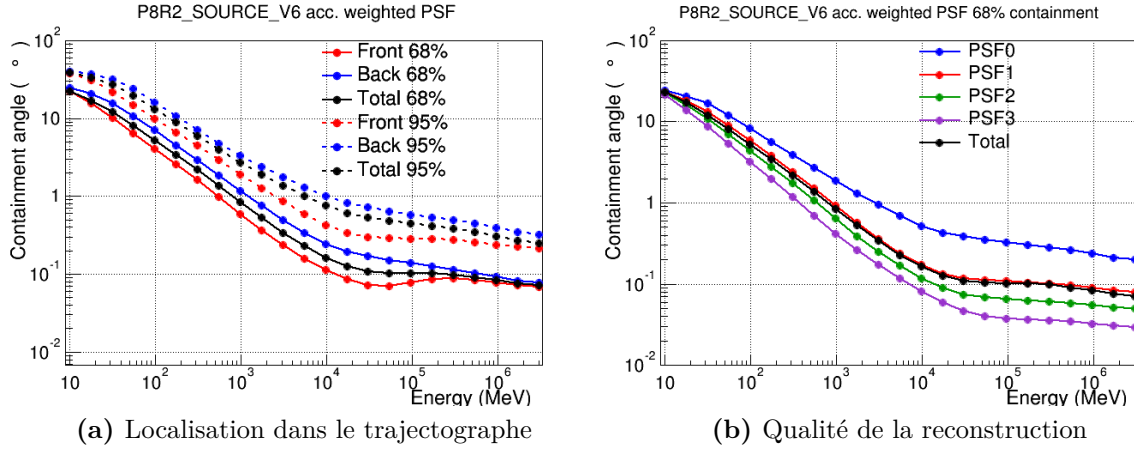 P8R2_SOURCE_V6 acc. weighted PSF
Containment angle ( ° )
10²
10
1
10⁻¹
10⁻²
Front 68%
Back 68%
Total 68%
Front 95%
Back 95%
Total 95%
10 10² 10³ 10⁴ 10⁵ 10⁶
Energy (MeV)
(a) Localisation dans le trajectographe
P8R2_SOURCE_V6 acc. weighted PSF 68% containment
Containment angle ( ° )
10²
10
1
10⁻¹
10⁻²
PSF0
PSF1
PSF2
PSF3
Total
10 10² 10³ 10⁴ 10⁵ 10⁶
Energy (MeV)
(b) Qualité de la reconstruction